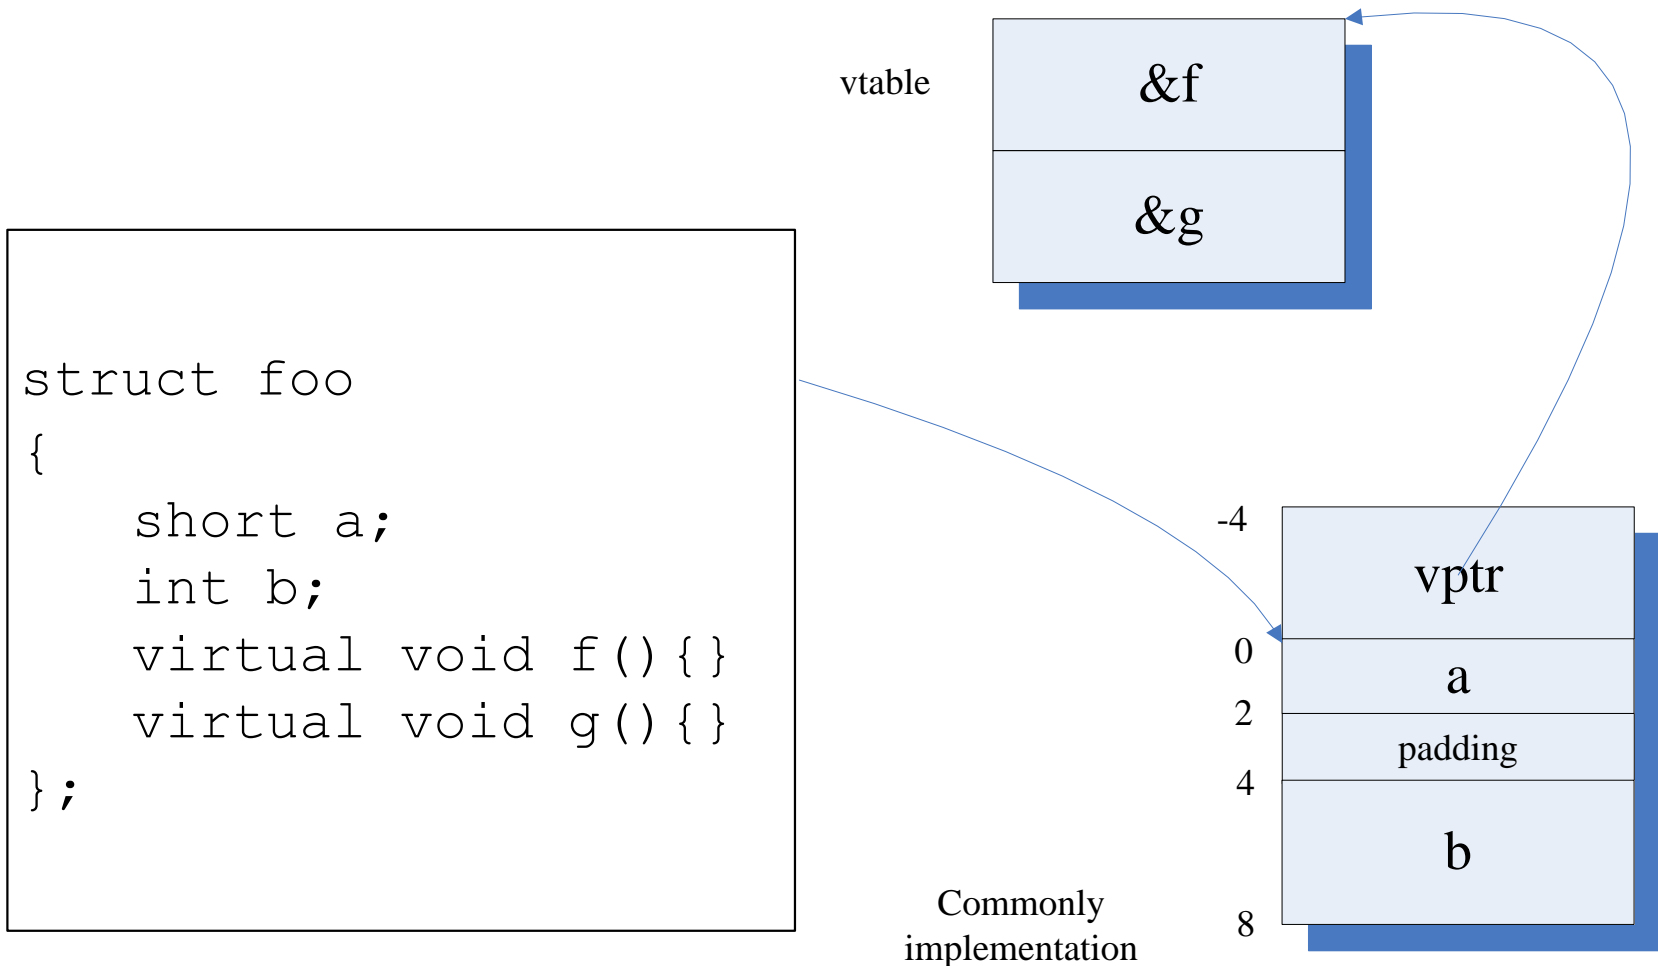 vtable
&f
&g
struct foo
{
    short a;
    int b;
    virtual void f(){}
    virtual void g(){}
};
-4
vptr
0
a
2
padding
4
b
8
Commonly
implementation